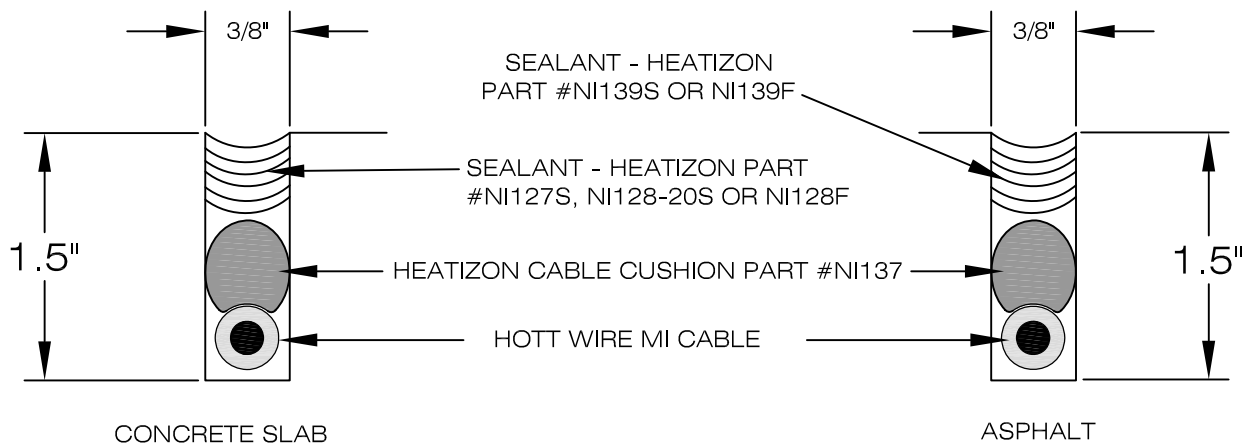 3/8"
3/8"
SEALANT - HEATIZON
PART #NI139S OR NI139F
SEALANT - HEATIZON PART
#NI127S, NI128-20S OR NI128F
1.5"
HEATIZON CABLE CUSHION PART #NI137
1.5"
HOTT WIRE MI CABLE
CONCRETE SLAB
ASPHALT